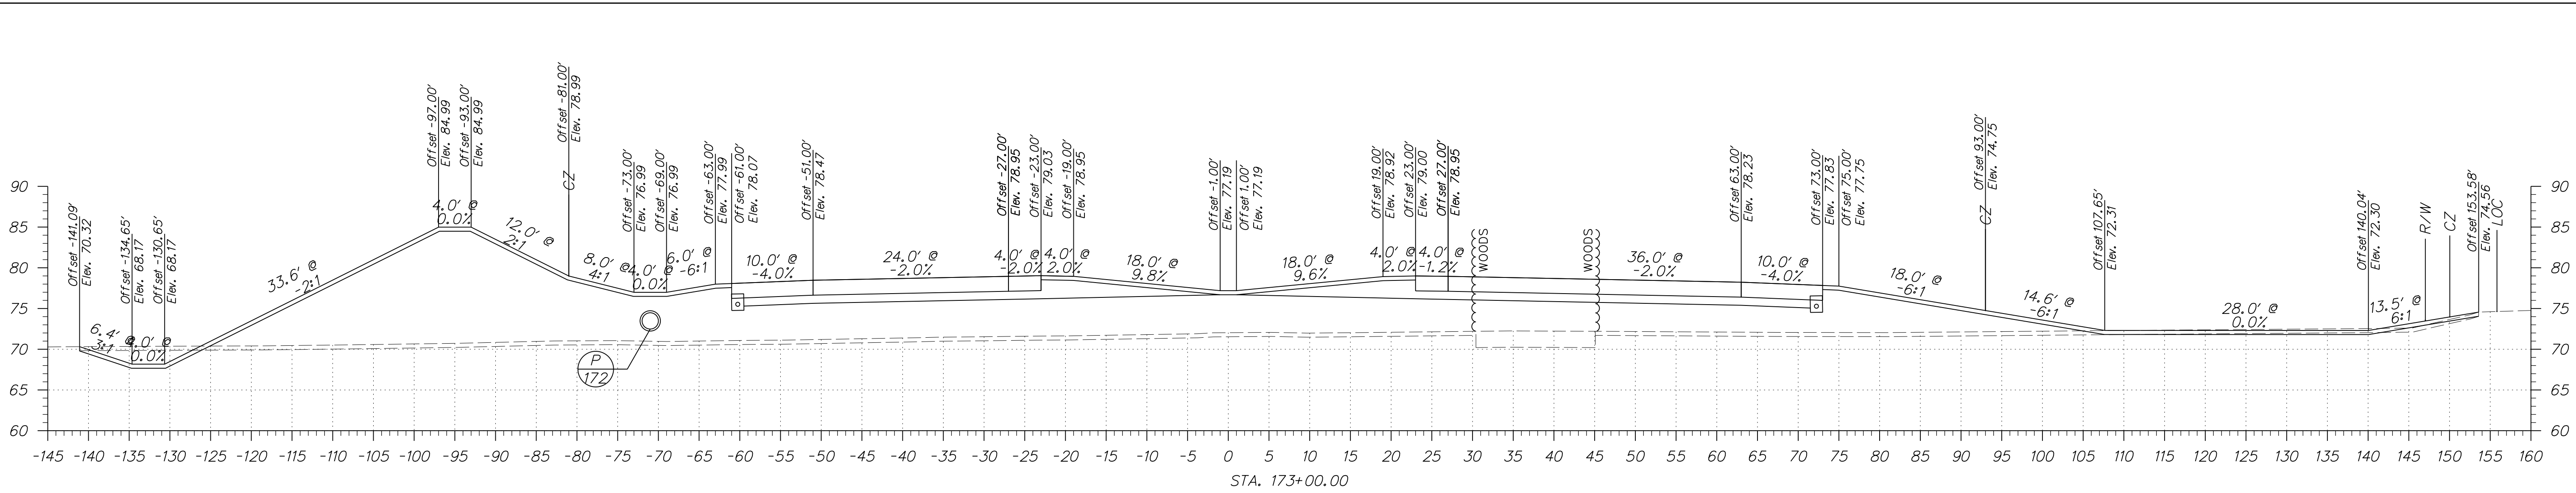 Offset -141.09'
Elev. 70.32
Offset -134.65'
Elev. 68.17
Offset -130.65'
Elev. 68.17
Offset -97.00'
Elev. 84.99
Offset -93.00'
Elev. 84.99
Offset -81.00'
Elev. 78.99
CZ
Offset -73.00'
Elev. 76.99
Offset -69.00'
Elev. 76.99
Offset -63.00'
Elev. 77.99
Offset -61.00'
Elev. 78.07
Offset -51.00'
Elev. 78.47
Offset -27.00'
Elev. 78.95
Offset -23.00'
Elev. 79.03
Offset -19.00'
Elev. 78.95
Offset -1.00'
Elev. 77.19
Offset 1.00'
Elev. 77.19
Offset 19.00'
Elev. 78.92
Offset 23.00'
Elev. 79.00
Offset 27.00'
Elev. 78.95
WOODS
WOODS
Offset 63.00'
Elev. 78.23
Offset 73.00'
Elev. 77.83
Offset 75.00'
Elev. 77.75
Offset 93.00'
Elev. 74.75
CZ
Offset 107.65'
Elev. 72.31
Offset 140.04'
Elev. 72.30
R/W
CZ
Offset 153.58'
Elev. 74.56
LOC
6.4' @
3:1
4.0' @
0.0%
33.6' @
-2:1
4.0' @
0.0%
12.0' @
2:1
8.0' @
4:1
4.0' @
0.0%
6.0' @
-6:1
10.0' @
-4.0%
24.0' @
-2.0%
4.0' @
-2.0%
4.0' @
2.0%
18.0' @
9.8%
18.0' @
9.6%
4.0' @
2.0%
4.0' @
-1.2%
36.0' @
-2.0%
10.0' @
-4.0%
18.0' @
-6:1
14.6' @
-6:1
28.0' @
0.0%
13.5' @
6:1
P
172
90
85
80
75
70
65
60
90
85
80
75
70
65
60
-145 -140 -135 -130 -125 -120 -115 -110 -105 -100 -95 -90 -85 -80 -75 -70 -65 -60 -55 -50 -45 -40 -35 -30 -25 -20 -15 -10 -5 0 5 10 15 20 25 30 35 40 45 50 55 60 65 70 75 80 85 90 95 100 105 110 115 120 125 130 135 140 145 150 155 160
STA. 173+00.00